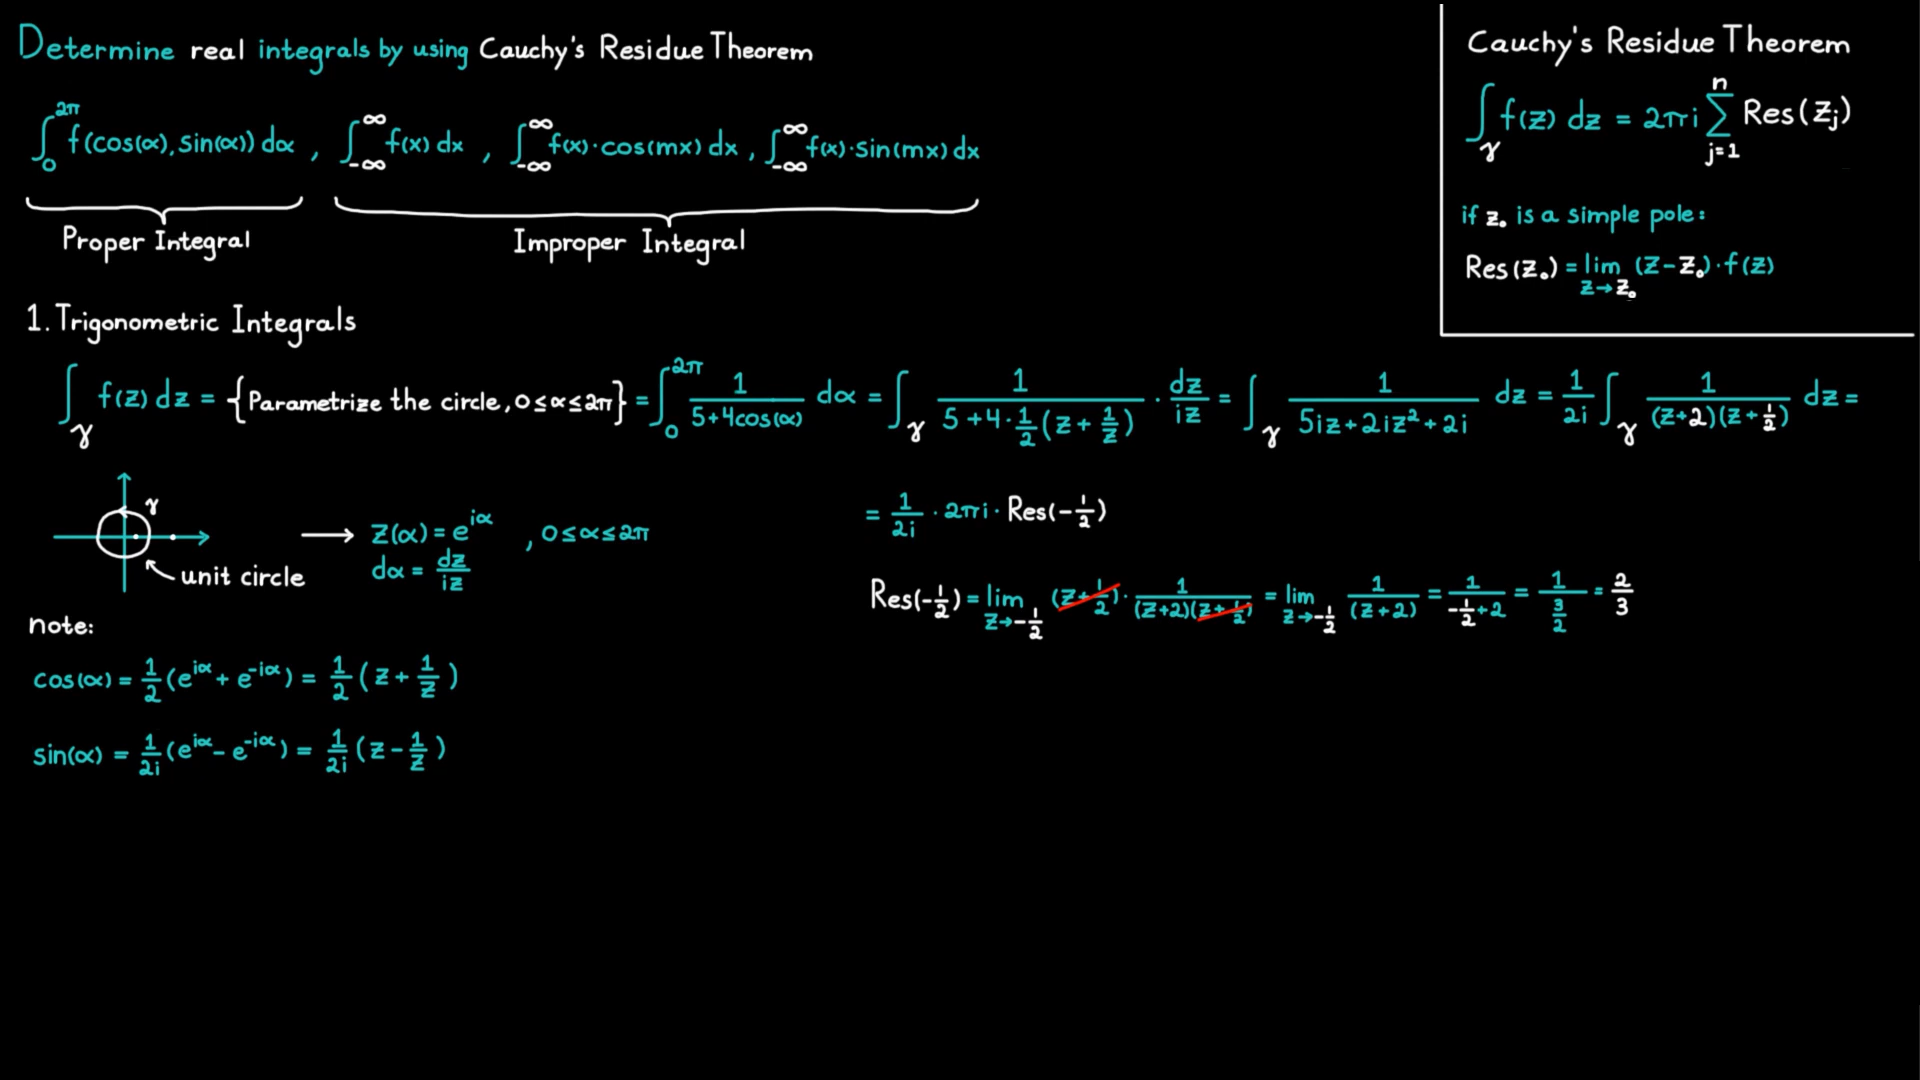 Determine real integrals by using Cauchy's Residue Theorem
∫₀^{2π} f(cos(α), sin(α)) dα , ∫_{-∞}^{∞} f(x) dx , ∫_{-∞}^{∞} f(x)·cos(mx) dx , ∫_{-∞}^{∞} f(x)·sin(mx) dx
Proper Integral
Improper Integral
Cauchy's Residue Theorem
∫_γ f(z) dz = 2πi ∑_{j=1}^{n} Res(z_j)
if z₀ is a simple pole:
Res(z₀) = lim_{z→z₀} (z-z₀)·f(z)
1. Trigonometric Integrals
∫_γ f(z) dz = {Parametrize the circle, 0≤α≤2π} = ∫₀^{2π} 1/(5+4cos(α)) dα = ∫_γ 1/(5+4·1/2(z+1/z)) · dz/iz = ∫_γ 1/(5iz+2iz²+2i) dz = 1/2i ∫_γ 1/((z+2)(z+1/2)) dz =
γ
unit circle
→ z(α) = e^{iα} , 0≤α≤2π
dα = dz/iz
= 1/2i · 2πi · Res(-1/2)
Res(-1/2) = lim_{z→-1/2} (z+1/2) · 1/((z+2)(z+1/2)) = lim_{z→-1/2} 1/(z+2) = 1/(-1/2+2) = 1/(3/2) = 2/3
note:
cos(α) = 1/2 (e^{iα} + e^{-iα}) = 1/2 (z + 1/z)
sin(α) = 1/2i (e^{iα} - e^{-iα}) = 1/2i (z - 1/z)